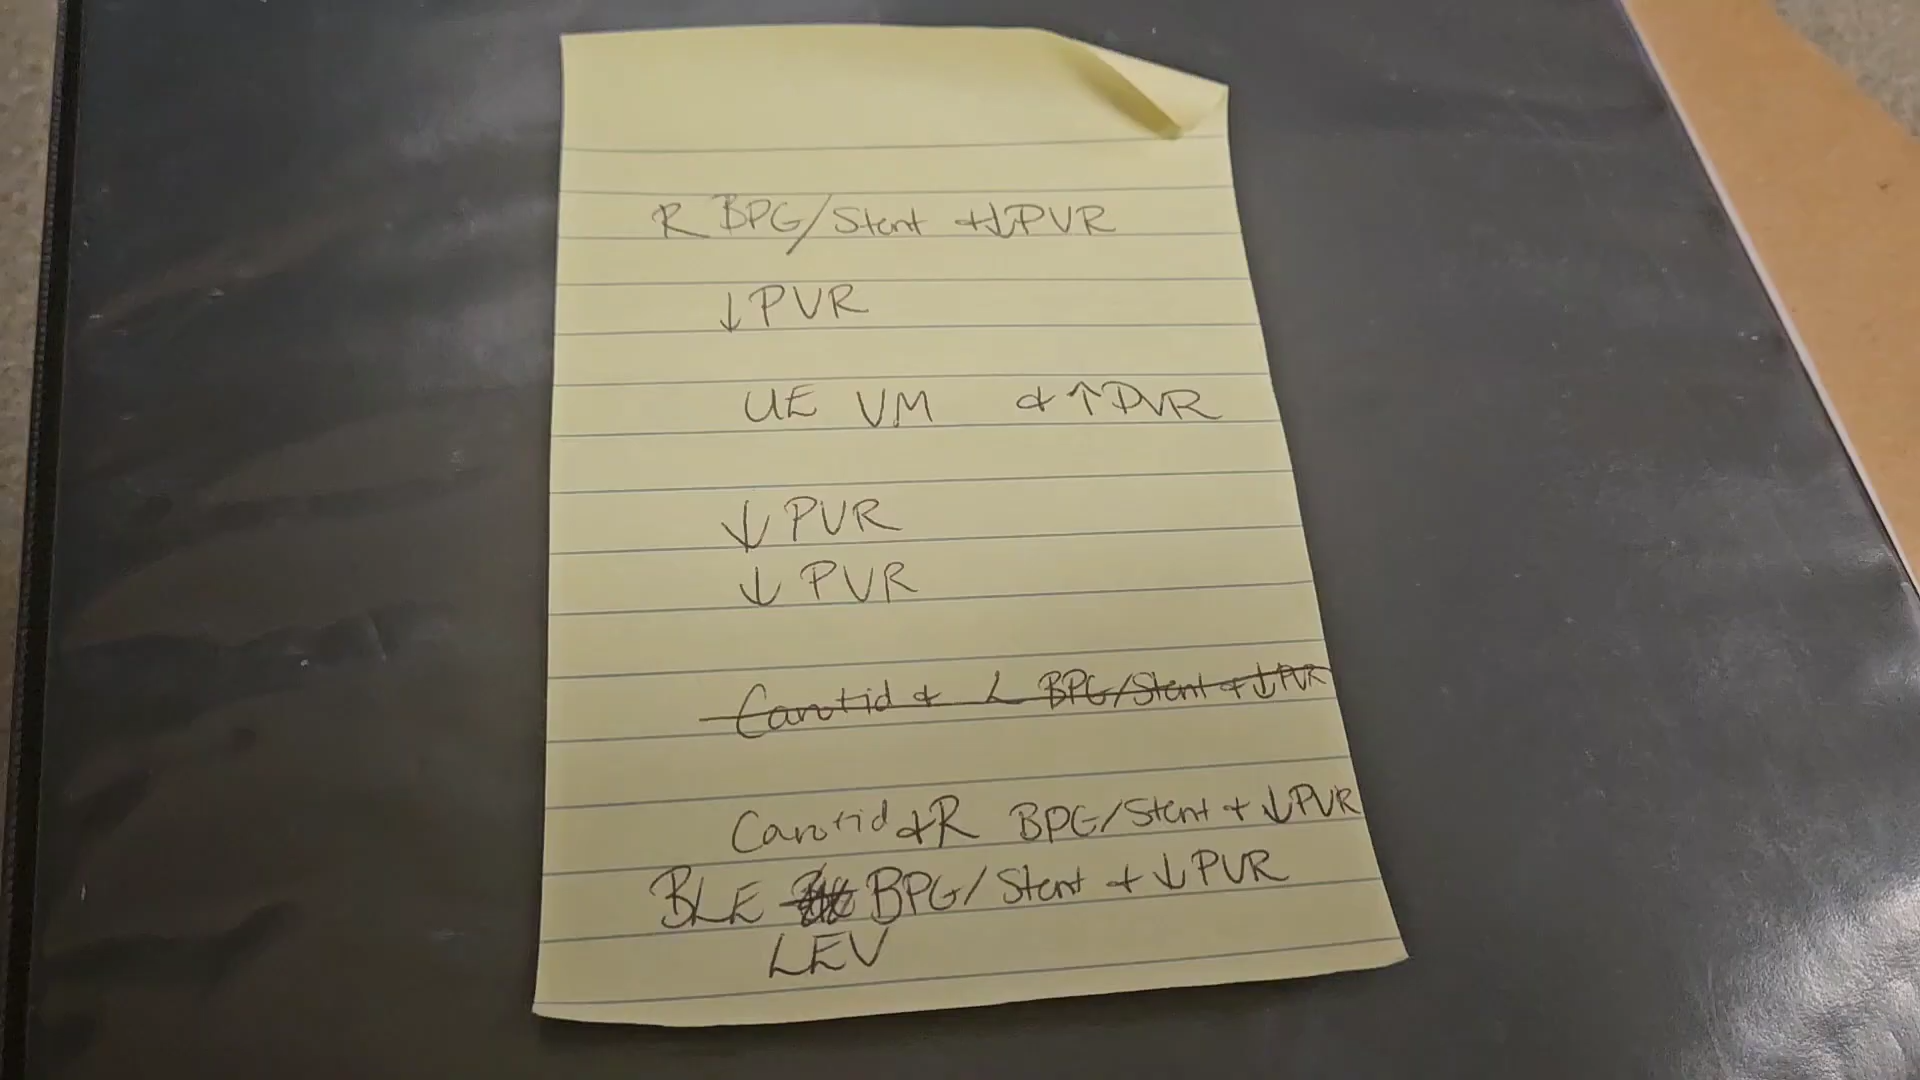 R BPG/Stent + ↓PVR
↓ PVR
UE VM + ↑ PVR
↓ PVR
↓ PVR
Carotid + L BPG/Stent + ↓PVR
Carotid + R BPG/Stent + ↓PVR
BLE BPG/Stent + ↓ PVR
LEV